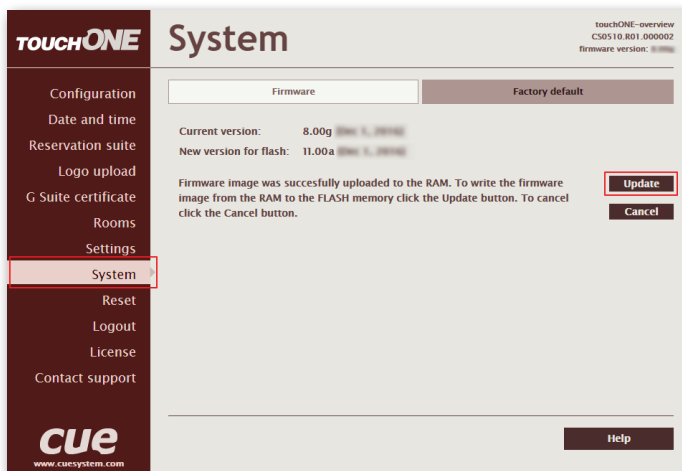 TOUCHONE
System
touchONE-overview
CS0510.R01.000002
firmware version:
Configuration
Date and time
Reservation suite
Logo upload
G Suite certificate
Rooms
Settings
System
Reset
Logout
License
Contact support
Firmware
Factory default
Current version: 8.00g
New version for flash: 11.00a
Firmware image was succesfully uploaded to the RAM. To write the firmware
image from the RAM to the FLASH memory click the Update button. To cancel
click the Cancel button.
Update
Cancel
Help
cue
www.cuesystem.com